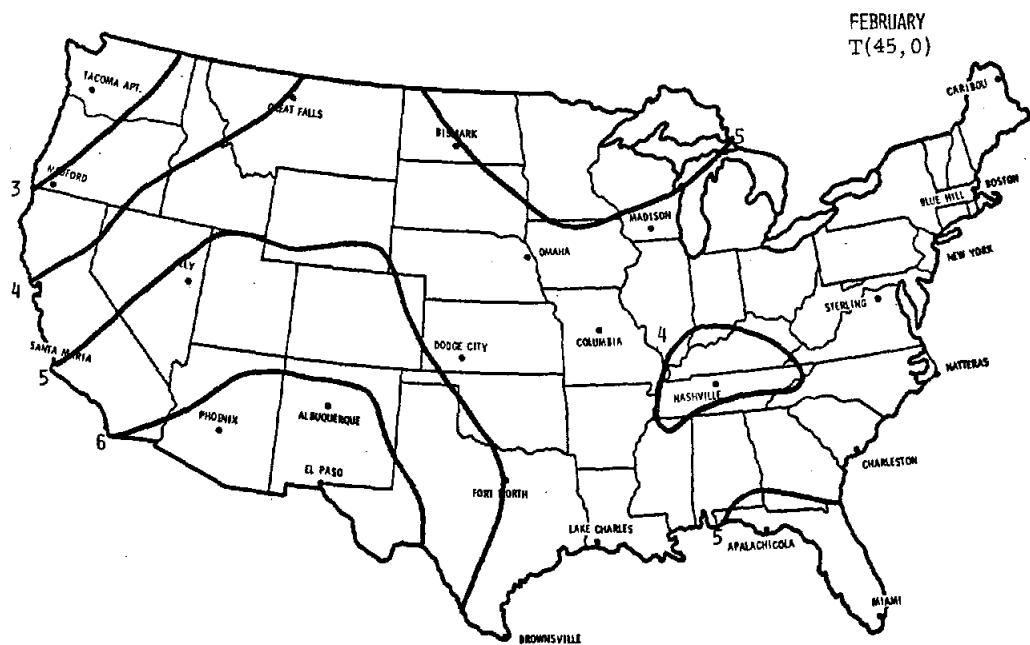 FEBRUARY
T(45,0)
TACOMA APT.
GREAT FALLS
BISMARK
CARIBOU
5
3
MEDFORD
MADISON
BLUE HILL
BOSTON
OMAHA
NEW YORK
4
STERLING
SANTA MARIA
5
DODGE CITY
COLUMBIA
4
HATTERAS
NASHVILLE
6
PHOENIX
ALBUQUERQUE
CHARLESTON
EL PASO
FORT WORTH
LAKE CHARLES
5
APALACHICOLA
MIAMI
BROWNSVILLE